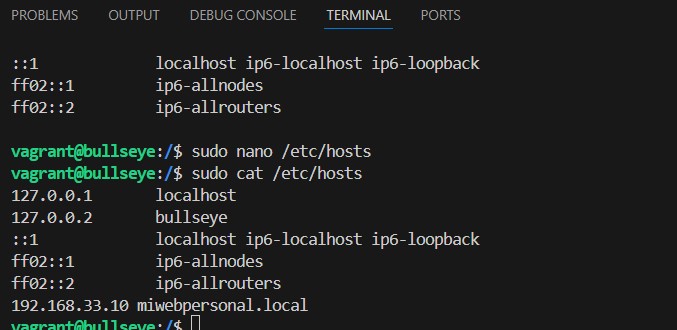 PROBLEMS OUTPUT DEBUG CONSOLE TERMINAL PORTS
::1 localhost ip6-localhost ip6-loopback
ff02::1 ip6-allnodes
ff02::2 ip6-allrouters
vagrant@bullseye:/$ sudo nano /etc/hosts
vagrant@bullseye:/$ sudo cat /etc/hosts
127.0.0.1 localhost
127.0.0.2 bullseye
::1 localhost ip6-localhost ip6-loopback
ff02::1 ip6-allnodes
ff02::2 ip6-allrouters
192.168.33.10 miwebpersonal.local
vagrant@bullseye:/$